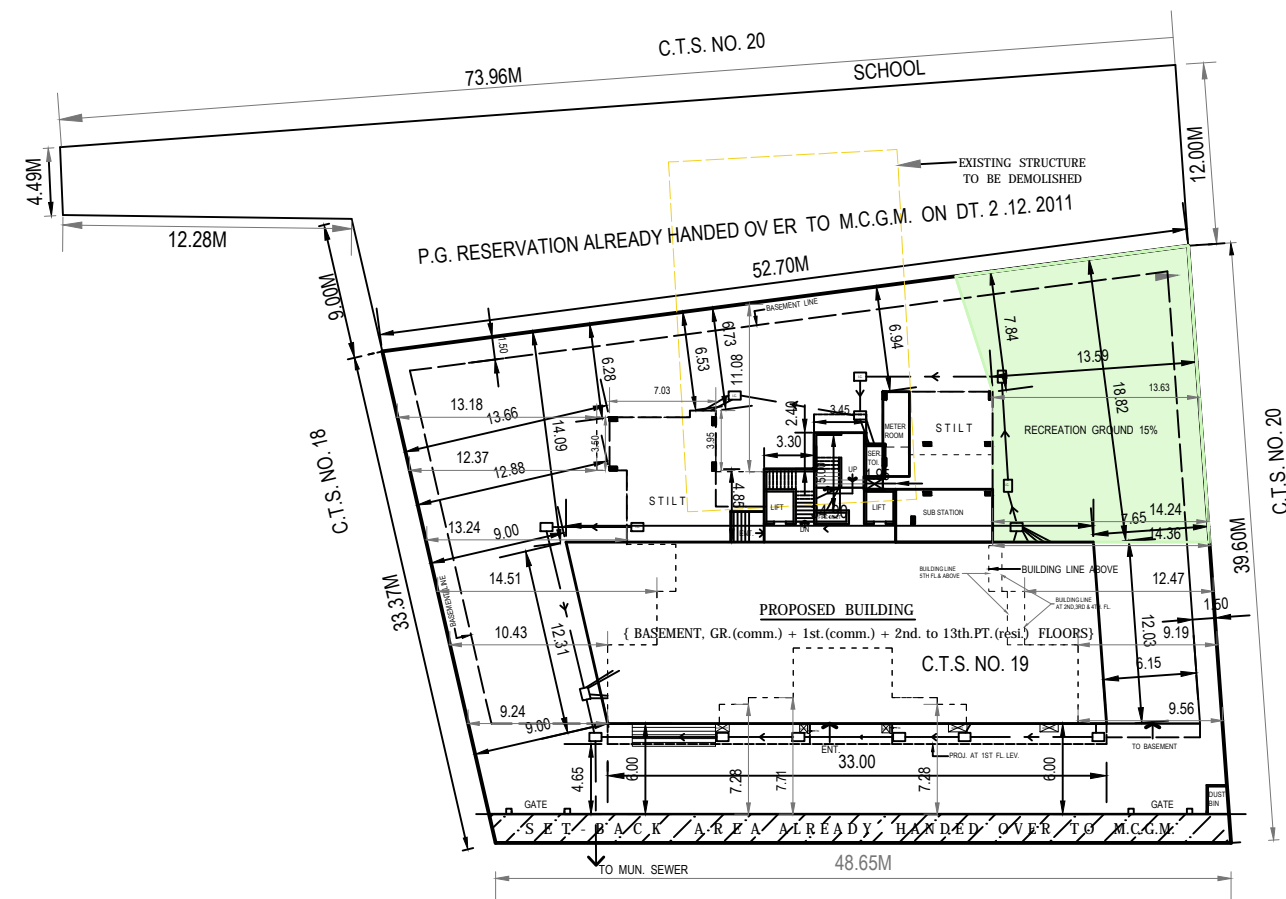 C.T.S. NO. 20
73.96M
SCHOOL
4.49M
12.00M
EXISTING STRUCTURE
TO BE DEMOLISHED
12.28M
P.G. RESERVATION ALREADY HANDED OV ER TO M.C.G.M. ON DT. 2 .12. 2011
9.00M
52.70M
BASEMENT LINE
1.50
6.28
6.53
6.73
11.08
6.94
7.84
13.59
13.63
18.82
7.03
13.18
13.66
14.09
3.50
3.95
2.40
3.45
3.30
METER
ROOM
STILT
RECREATION GROUND 15%
C.T.S. NO. 18
C.T.S. NO. 20
12.37
12.88
SER.
TOI.
UP
1.95
STILT
4.85
LIFT
LIFT
SUB STATION
DN
14.24
7.65
14.36
13.24
9.00
39.60M
14.51
BUILDING LINE
5TH FL.& ABOVE
BUILDING LINE ABOVE
12.47
BUILDING LINE
AT 2ND,3RD & 4TH. FL.
1.50
BASEMENT LINE
33.37M
PROPOSED BUILDING
{ BASEMENT, GR.(comm.) + 1st.(comm.) + 2nd. to 13th.PT.(resi.) FLOORS}
12.03
9.19
10.43
12.31
C.T.S. NO. 19
6.15
9.24
9.00
9.56
ENT.
PROJ. AT 1ST FL. LEV.
TO BASEMENT
4.65
6.00
7.28
7.71
33.00
7.28
6.00
GATE
GATE
DUST
BIN
SET-BACK AREA ALREADY HANDED OVER TO M.C.G.M.
TO MUN. SEWER
48.65M